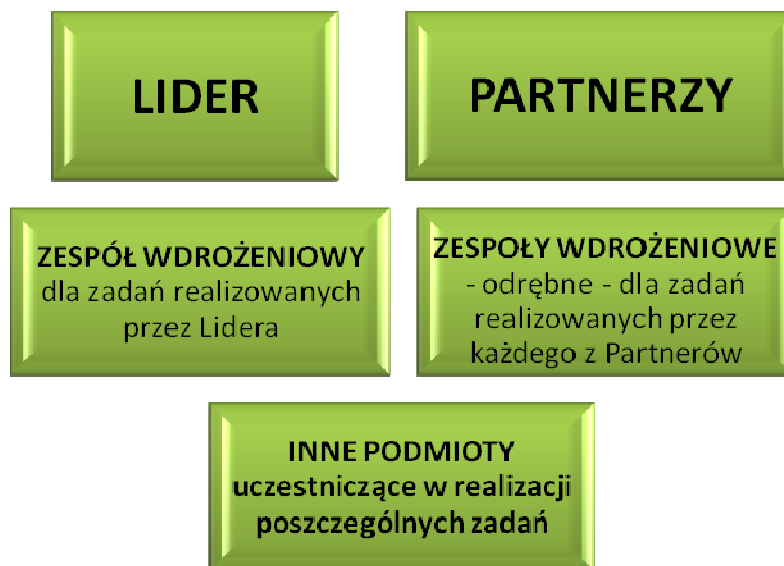 LIDER
PARTNERZY
ZESPÓŁ WDROŻENIOWY
dla zadań realizowanych
przez Lidera
ZESPOŁY WDROŻENIOWE
- odrębne - dla zadań
realizowanych przez
każdego z Partnerów
INNE PODMIOTY
uczestniczące w realizacji
poszczególnych zadań